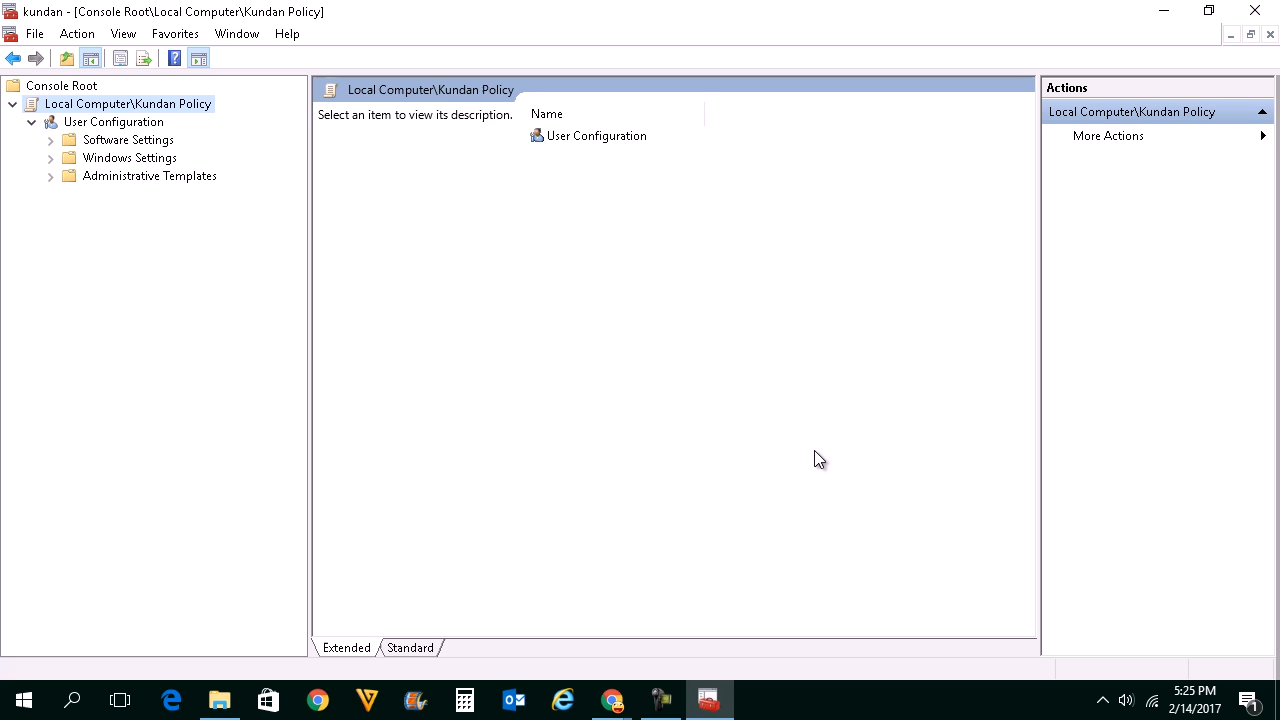 kundan - [Console Root\Local Computer\Kundan Policy]
File Action View Favorites Window Help
Console Root
Local Computer\Kundan Policy
User Configuration
Software Settings
Windows Settings
Administrative Templates
Local Computer\Kundan Policy
Select an item to view its description.
Name
User Configuration
Extended Standard
Actions
Local Computer\Kundan Policy
More Actions
5:25 PM
2/14/2017
1